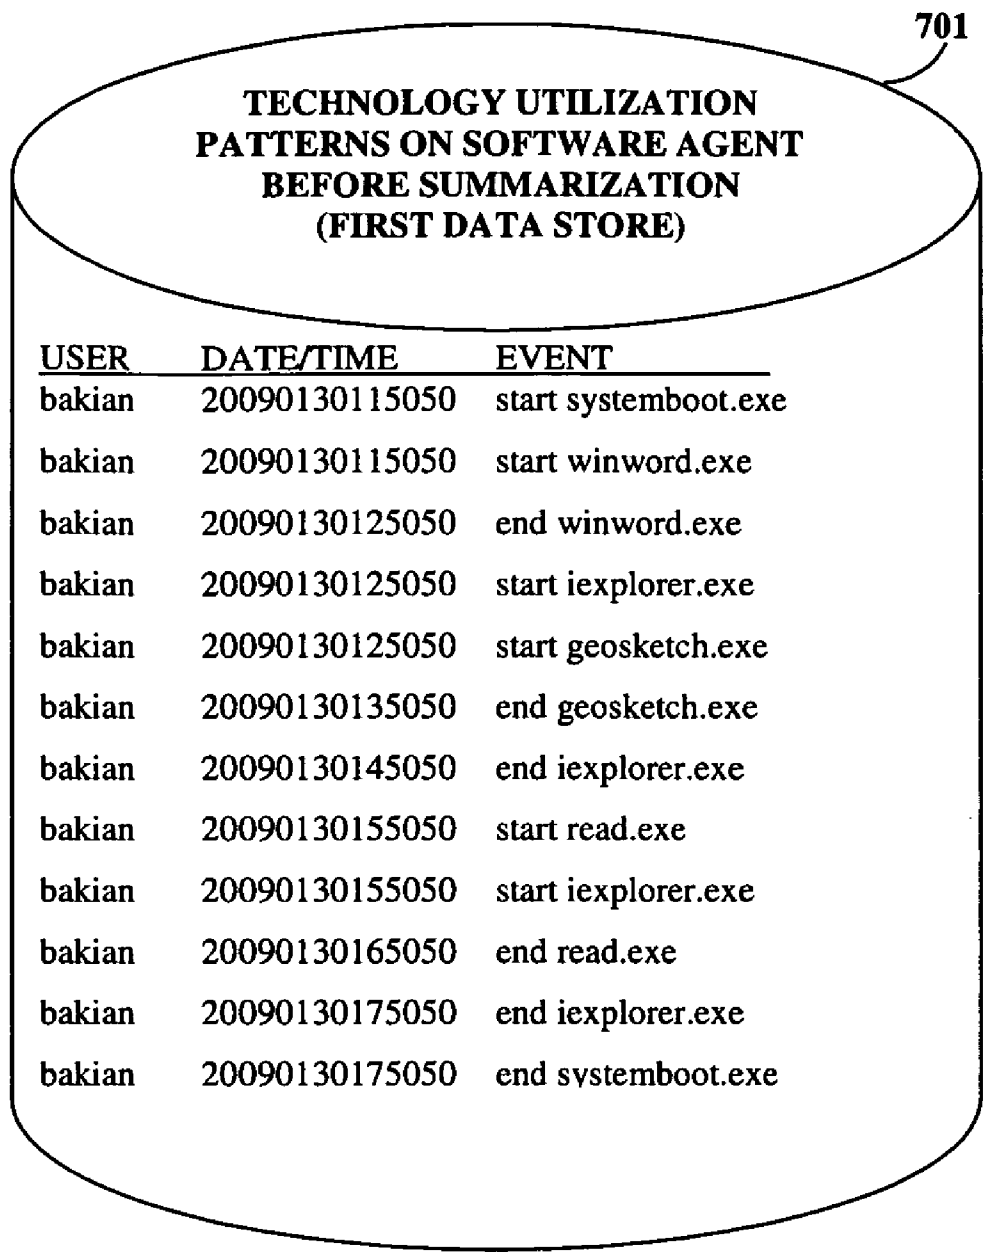 701
TECHNOLOGY UTILIZATION
PATTERNS ON SOFTWARE AGENT
BEFORE SUMMARIZATION
(FIRST DATA STORE)
USER DATE/TIME EVENT
bakian 20090130115050 start systemboot.exe
bakian 20090130115050 start winword.exe
bakian 20090130125050 end winword.exe
bakian 20090130125050 start iexplorer.exe
bakian 20090130125050 start geosketch.exe
bakian 20090130135050 end geosketch.exe
bakian 20090130145050 end iexplorer.exe
bakian 20090130155050 start read.exe
bakian 20090130155050 start iexplorer.exe
bakian 20090130165050 end read.exe
bakian 20090130175050 end iexplorer.exe
bakian 20090130175050 end systemboot.exe